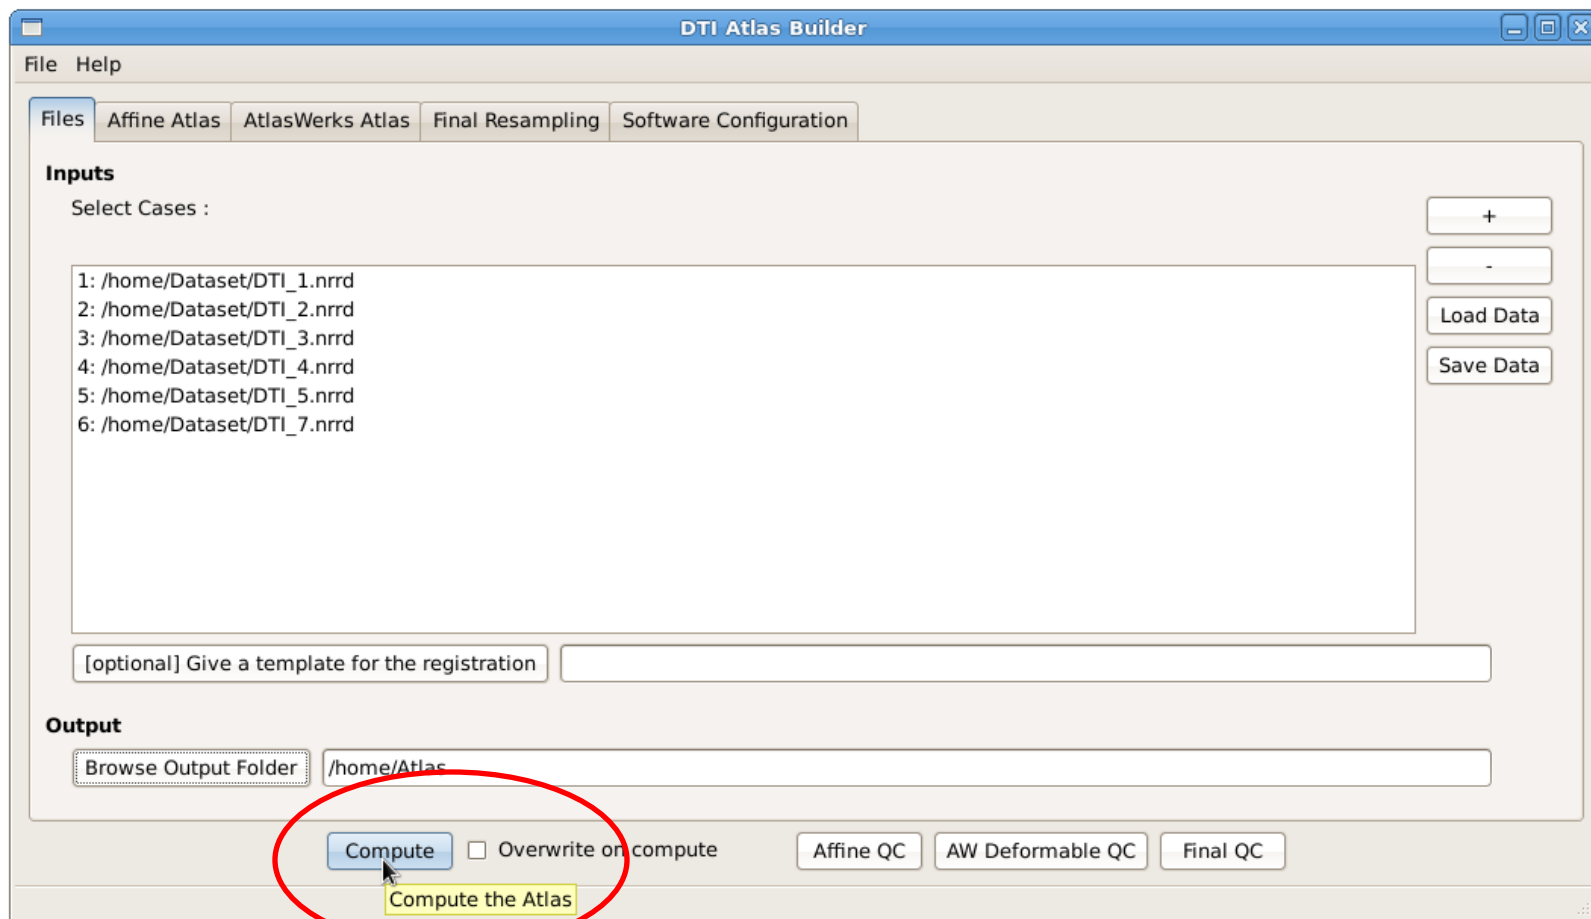 DTI Atlas Builder
File Help
Files Affine Atlas AtlasWerks Atlas Final Resampling Software Configuration
Inputs
Select Cases :
+
-
Load Data
Save Data
1: /home/Dataset/DTI_1.nrrd
2: /home/Dataset/DTI_2.nrrd
3: /home/Dataset/DTI_3.nrrd
4: /home/Dataset/DTI_4.nrrd
5: /home/Dataset/DTI_5.nrrd
6: /home/Dataset/DTI_7.nrrd
[optional] Give a template for the registration
Output
Browse Output Folder /home/Atlas
Compute Overwrite on compute Affine QC AW Deformable QC Final QC
Compute the Atlas